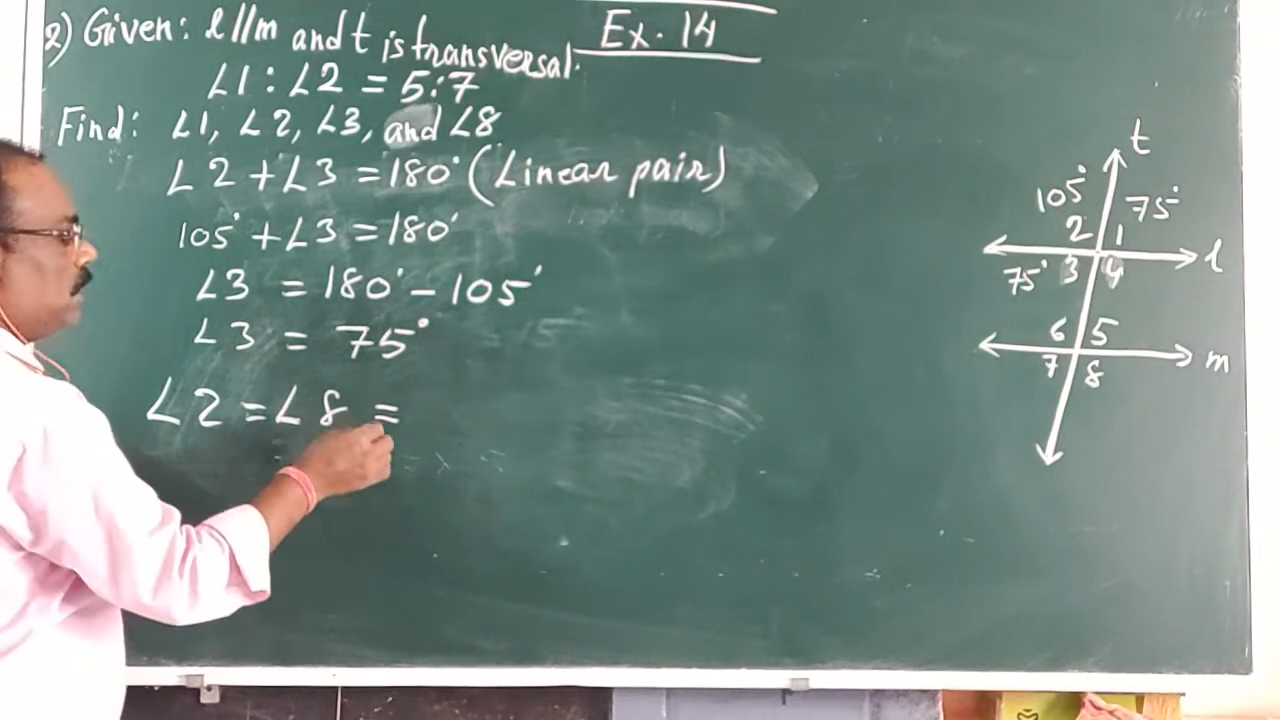 2) Given: l//m and t is transversal.
Ex. 14
∠1 : ∠2 = 5:7
Find: ∠1, ∠2, ∠3, and ∠8
∠2 + ∠3 = 180° (Linear pair)
105° + ∠3 = 180°
∠3 = 180° - 105°
∠3 = 75°
∠2 = ∠8 =
t
105° 75°
2 1
l
75° 3 4
6 5
m
7 8